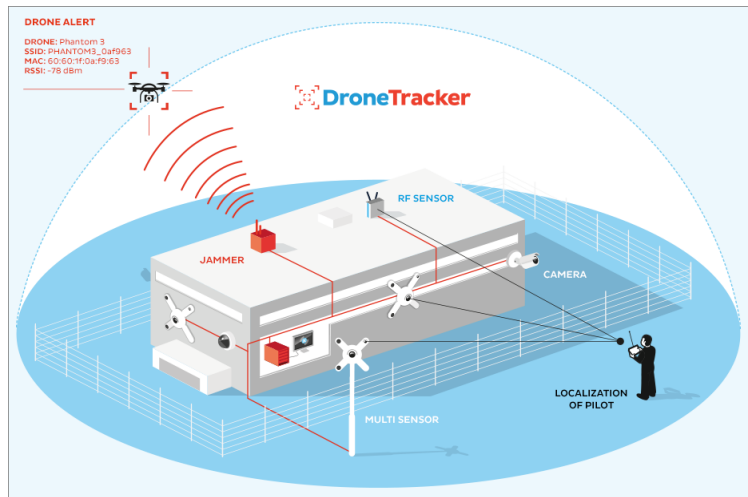 DRONE ALERT
DRONE: Phantom 3
SSID: PHANTOM3_0af963
MAC: 60:60:1f:0a:f9:63
RSSI: -78 dBm
DroneTracker
RF SENSOR
JAMMER
CAMERA
LOCALIZATION
OF PILOT
MULTI SENSOR